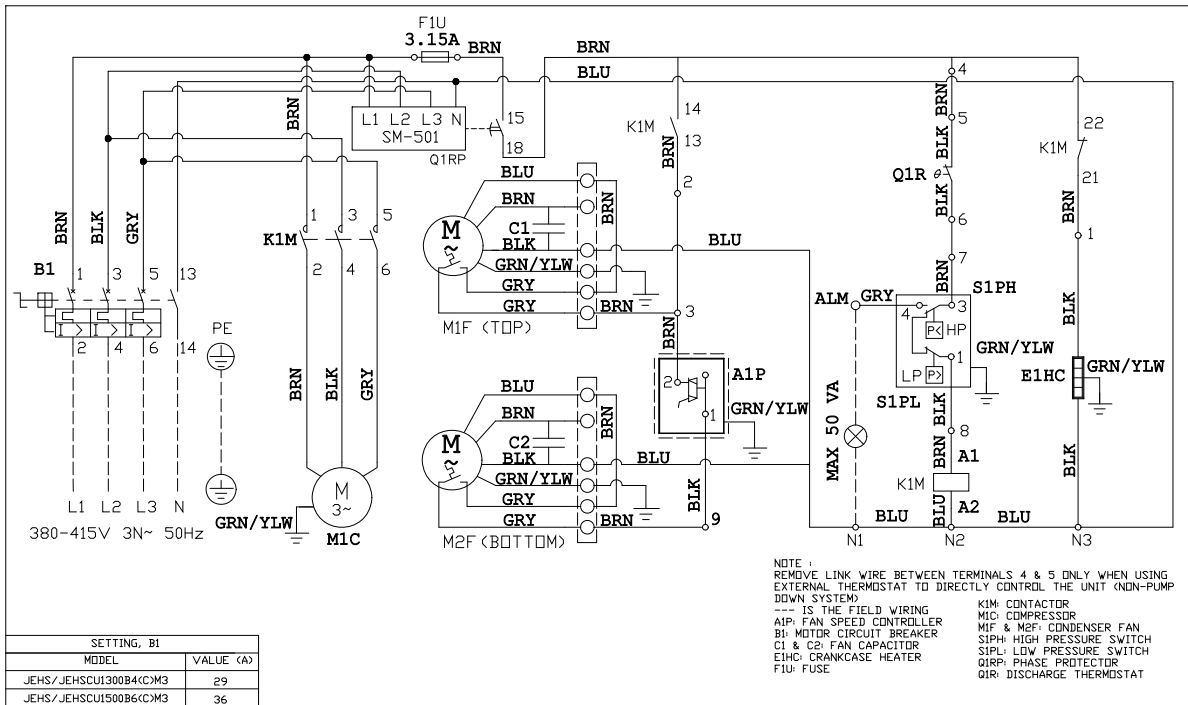 F1U
3.15A
BRN
BRN
BLU
L1 L2 L3 N
SM-501
Q1RP
15
18
BRN
K1M
14
13
BRN
2
3
BRN
4
BRN
5
BLK
Q1R θ
BLK
6
7
BRN
22
K1M
21
BRN
1
BLK
BRN
BLK
GRY
B1
1 3 5 13
2 4 6 14
PE
L1 L2 L3 N
380-415V 3N~ 50Hz
K1M
1 3 5
2 4 6
BRN
BLK
GRY
M
3~
GRN/YLW
M1C
BLU
BRN
C1
BLK
GRN/YLW
GRY
GRY
M
~
BRN
BLU
BRN
M1F (TOP)
BLU
BRN
C2
BLK
GRN/YLW
GRY
GRY
M
~
BRN
BLU
BRN
M2F (BOTTOM)
A1P
2
1
GRN/YLW
BLK
9
ALM
GRY
MAX 50 VA
S1PH
4 3
P< HP
1
LP P>
S1PL
GRN/YLW
BLK
8
BRN
A1
K1M
A2
BLU
E1HC
GRN/YLW
BLK
BLU
BLU
N1
N2
N3
NOTE :
REMOVE LINK WIRE BETWEEN TERMINALS 4 & 5 ONLY WHEN USING
EXTERNAL THERMOSTAT TO DIRECTLY CONTROL THE UNIT (NON-PUMP
DOWN SYSTEM)
--- IS THE FIELD WIRING
A1P: FAN SPEED CONTROLLER
B1: MOTOR CIRCUIT BREAKER
C1 & C2: FAN CAPACITOR
E1HC: CRANKCASE HEATER
F1U: FUSE
K1M: CONTACTOR
M1C: COMPRESSOR
M1F & M2F: CONDENSER FAN
S1PH: HIGH PRESSURE SWITCH
S1PL: LOW PRESSURE SWITCH
Q1RP: PHASE PROTECTOR
Q1R: DISCHARGE THERMOSTAT
SETTING, B1
MODEL VALUE (A)
JEHS/JEHSCU1300B4(C)M3 29
JEHS/JEHSCU1500B6(C)M3 36